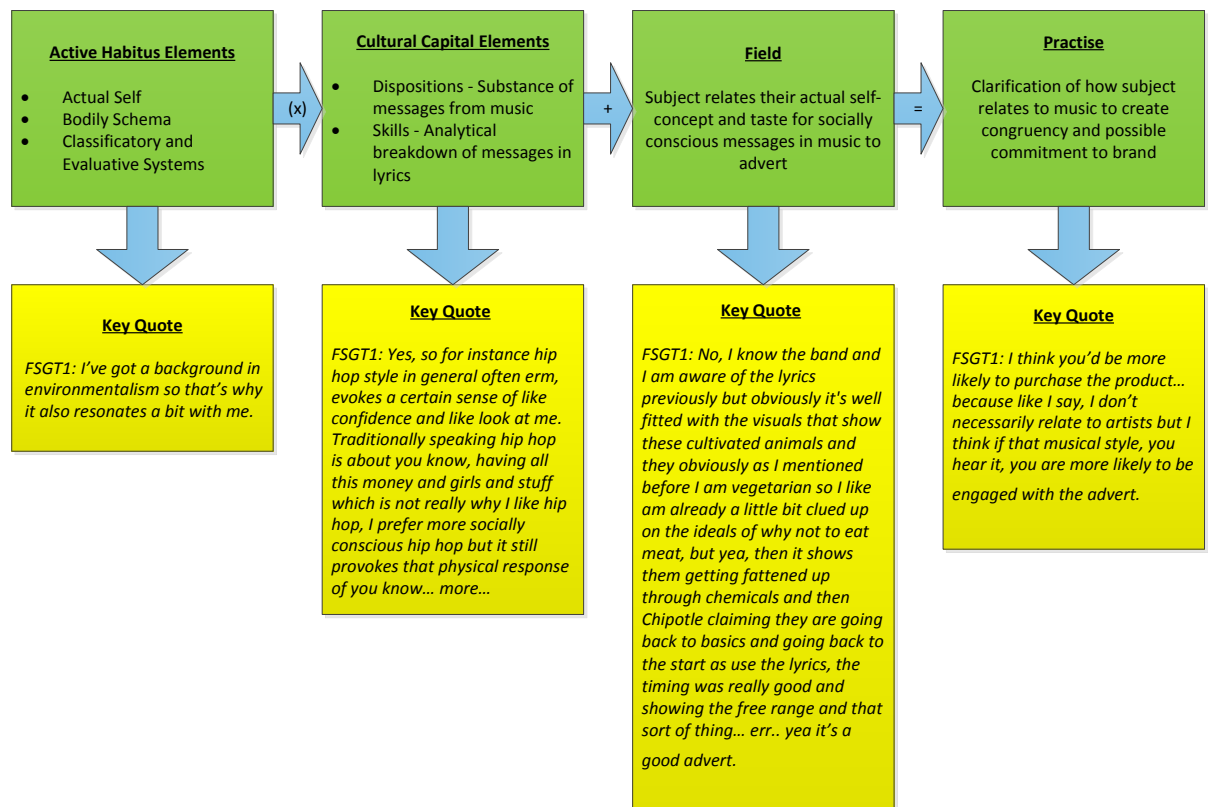 Active Habitus Elements
• Actual Self
• Bodily Schema
• Classificatory and
Evaluative Systems
(x)
Cultural Capital Elements
• Dispositions - Substance of
messages from music
• Skills - Analytical
breakdown of messages in
lyrics
+
Field
Subject relates their actual self-
concept and taste for socially
conscious messages in music to
advert
=
Practise
Clarification of how subject
relates to music to create
congruency and possible
commitment to brand
Key Quote
FSGT1: I've got a background in
environmentalism so that's why
it also resonates a bit with me.
Key Quote
FSGT1: Yes, so for instance hip
hop style in general often erm,
evokes a certain sense of like
confidence and like look at me.
Traditionally speaking hip hop
is about you know, having all
this money and girls and stuff
which is not really why I like hip
hop, I prefer more socially
conscious hip hop but it still
provokes that physical response
of you know… more…
Key Quote
FSGT1: No, I know the band and
I am aware of the lyrics
previously but obviously it's well
fitted with the visuals that show
these cultivated animals and
they obviously as I mentioned
before I am vegetarian so I like
am already a little bit clued up
on the ideals of why not to eat
meat, but yea, then it shows
them getting fattened up
through chemicals and then
Chipotle claiming they are going
back to basics and going back to
the start as use the lyrics, the
timing was really good and
showing the free range and that
sort of thing… err.. yea it's a
good advert.
Key Quote
FSGT1: I think you'd be more
likely to purchase the product…
because like I say, I don't
necessarily relate to artists but I
think if that musical style, you
hear it, you are more likely to be
engaged with the advert.